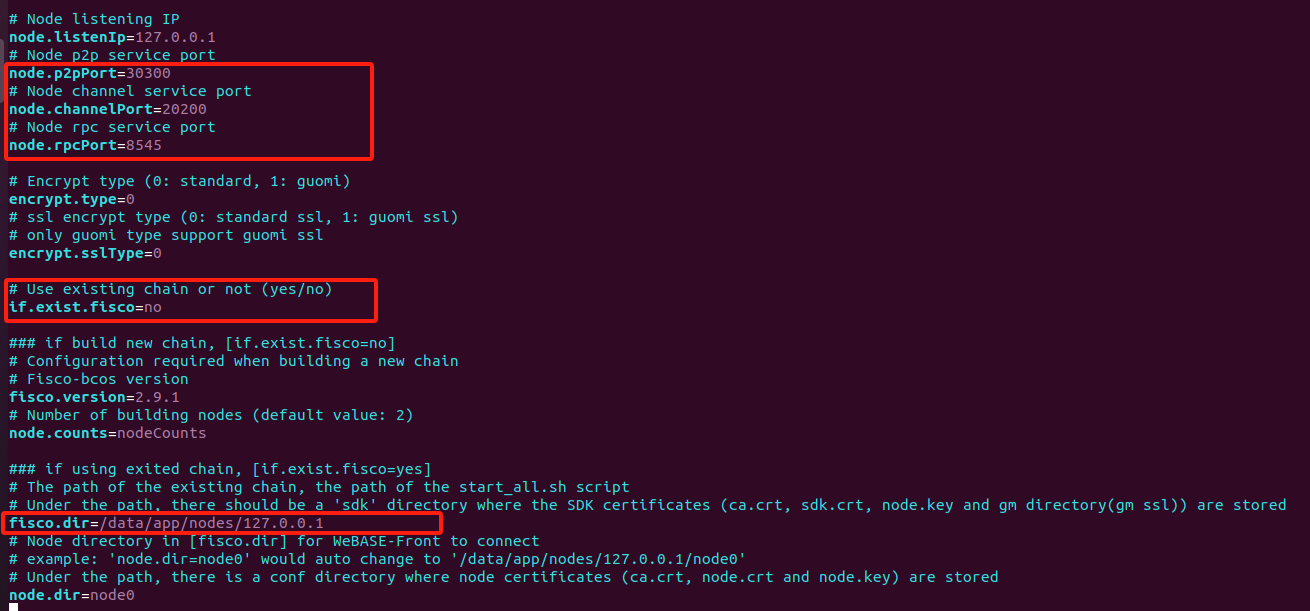 # Node listening IP
node.listenIp=127.0.0.1
# Node p2p service port
node.p2pPort=30300
# Node channel service port
node.channelPort=20200
# Node rpc service port
node.rpcPort=8545
# Encrypt type (0: standard, 1: guomi)
encrypt.type=0
# ssl encrypt type (0: standard ssl, 1: guomi ssl)
# only guomi type support guomi ssl
encrypt.sslType=0
# Use existing chain or not (yes/no)
if.exist.fisco=no
### if build new chain, [if.exist.fisco=no]
# Configuration required when building a new chain
# Fisco-bcos version
fisco.version=2.9.1
# Number of building nodes (default value: 2)
node.counts=nodeCounts
### if using exited chain, [if.exist.fisco=yes]
# The path of the existing chain, the path of the start_all.sh script
# Under the path, there should be a 'sdk' directory where the SDK certificates (ca.crt, sdk.crt, node.key and gm directory(gm ssl)) are stored
fisco.dir=/data/app/nodes/127.0.0.1
# Node directory in [fisco.dir] for WeBASE-Front to connect
# example: 'node.dir=node0' would auto change to '/data/app/nodes/127.0.0.1/node0'
# Under the path, there is a conf directory where node certificates (ca.crt, node.crt and node.key) are stored
node.dir=node0